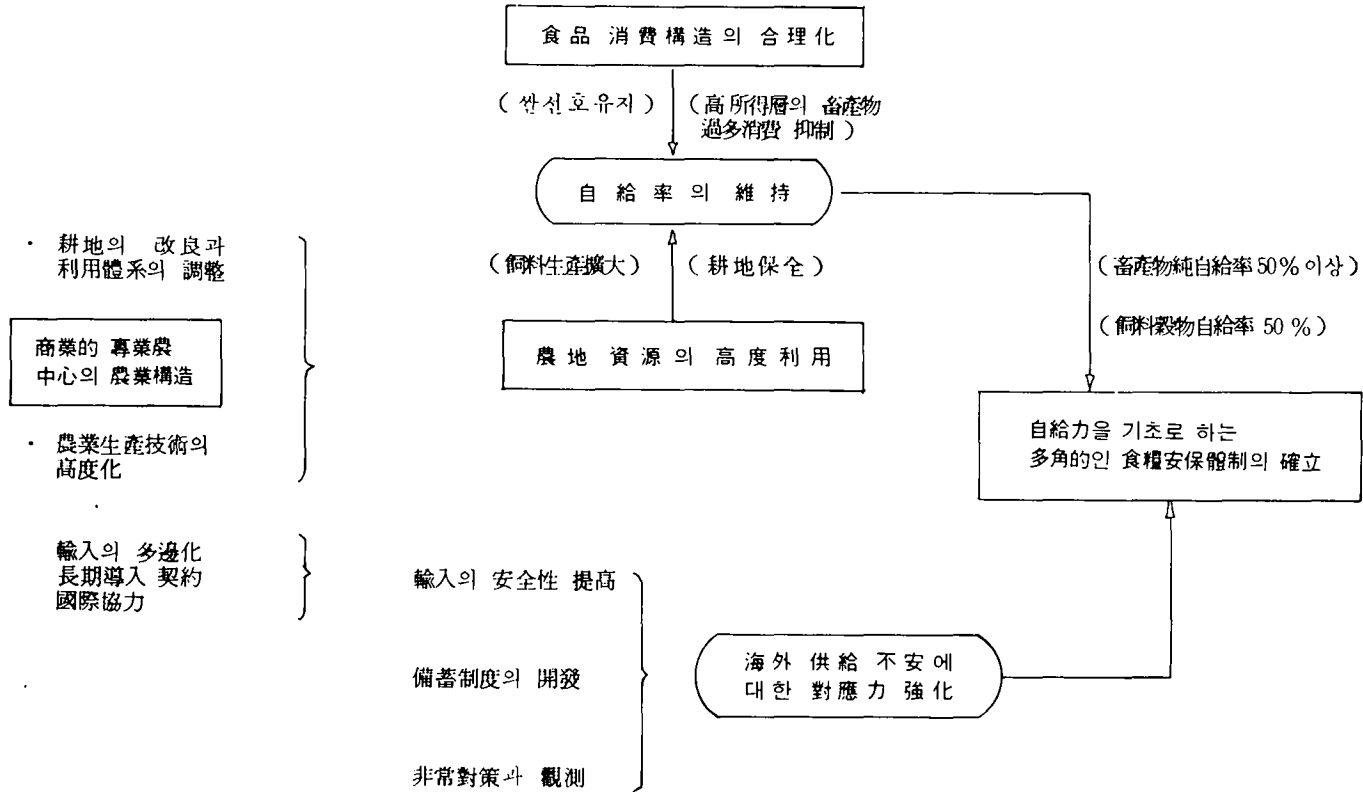 食品 消費構造의 合理化
( 쌀선호유지 )
( 高所得層의 畜產物
過多消費 抑制 )
自給率의 維持
· 耕地의 改良과
利用體系의 調整
( 飼料生產擴大 )
( 耕地保全 )
( 畜產物純自給率 50% 이상 )
( 飼料穀物自給率 50 % )
商業的 專業農
中心의 農業構造
農地 資源의 高度利用
· 農業生產技術의
高度化
自給力을 기초로 하는
多角的인 食糧安保體制의 確立
輸入의 多邊化
長期導入 契約
國際協力
輸入의 安全性 提高
備蓄制度의 開發
海外 供給 不安에
대한 對應力 強化
非常對策과 觀測